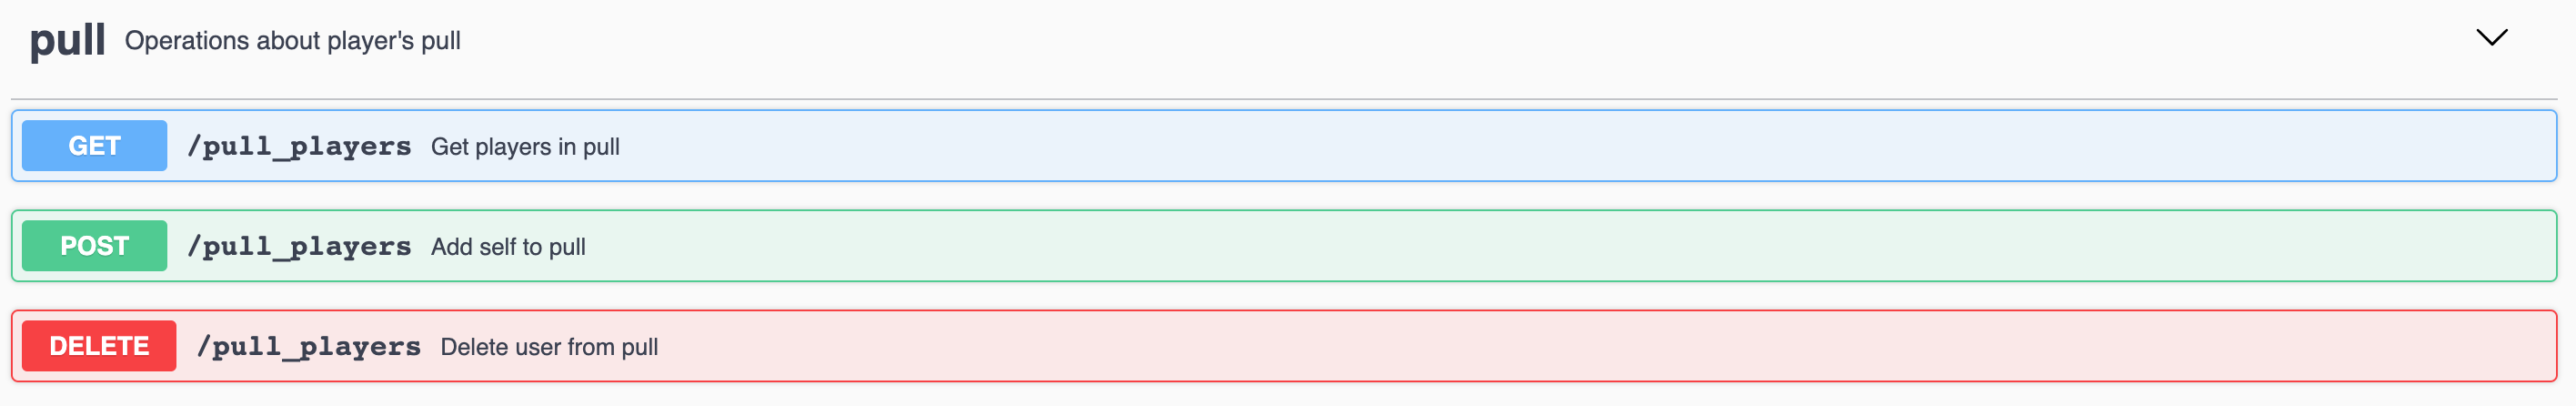 pull Operations about player's pull
GET /pull_players Get players in pull
POST /pull_players Add self to pull
DELETE /pull_players Delete user from pull